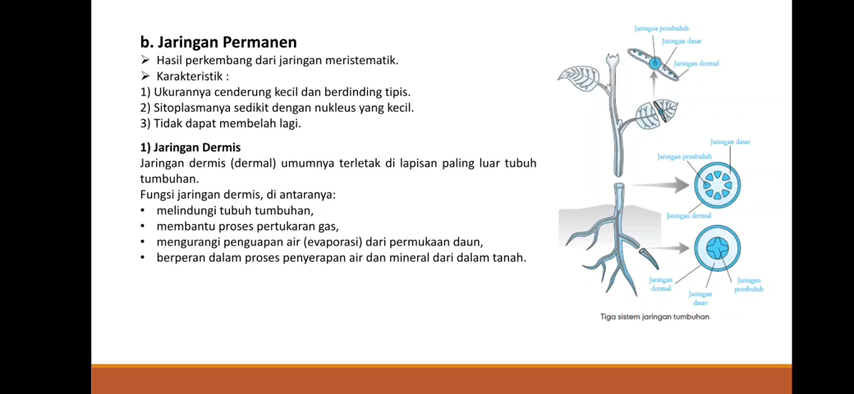 b. Jaringan Permanen
➢ Hasil perkembang dari jaringan meristematik.
➢ Karakteristik :
1) Ukurannya cenderung kecil dan berdinding tipis.
2) Sitoplasmanya sedikit dengan nukleus yang kecil.
3) Tidak dapat membelah lagi.
1) Jaringan Dermis
Jaringan dermis (dermal) umumnya terletak di lapisan paling luar tubuh
tumbuhan.
Fungsi jaringan dermis, di antaranya:
• melindungi tubuh tumbuhan,
• membantu proses pertukaran gas,
• mengurangi penguapan air (evaporasi) dari permukaan daun,
• berperan dalam proses penyerapan air dan mineral dari dalam tanah.
Jaringan pembuluh
Jaringan dasar
Jaringan dermal
Jaringan dasar
Jaringan pembuluh
Jaringan dermal
Jaringan
dermal
Jaringan
dasar
Jaringan
pembuluh
Tiga sistem jaringan tumbuhan